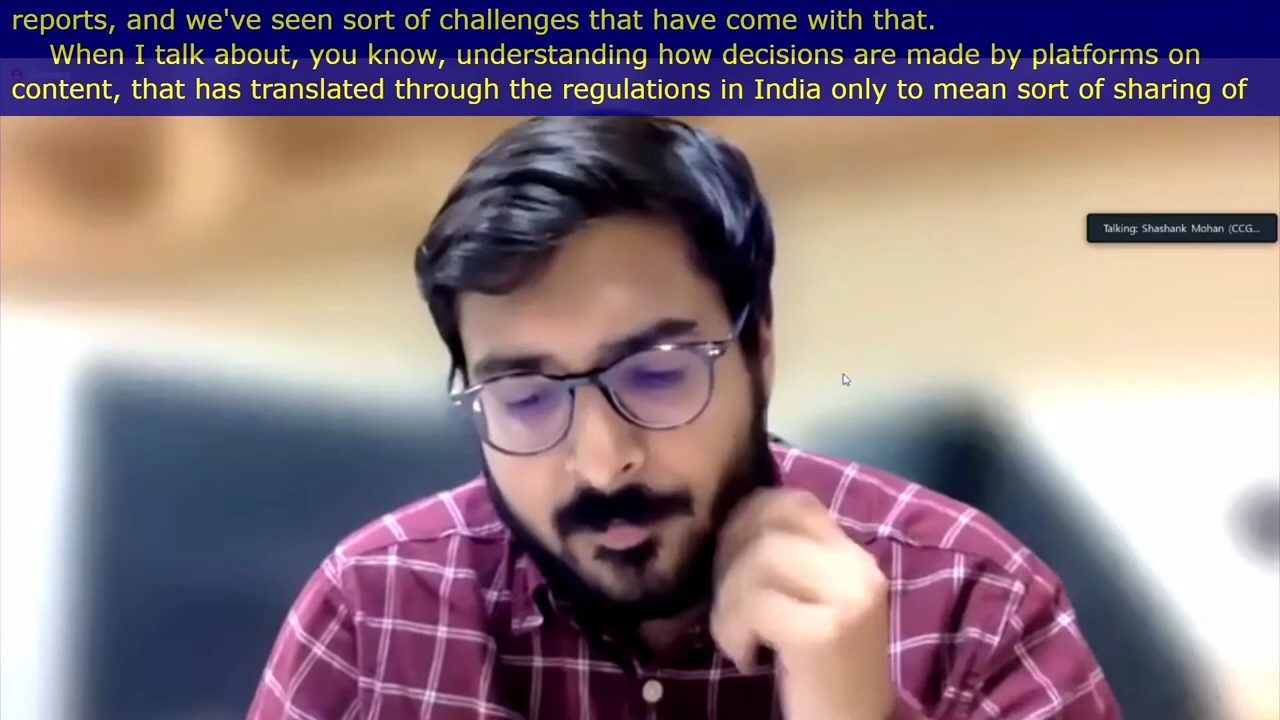 reports, and we've seen sort of challenges that have come with that.
When I talk about, you know, understanding how decisions are made by platforms on
content, that has translated through the regulations in India only to mean sort of sharing of
Talking: Shashank Mohan (CCG...